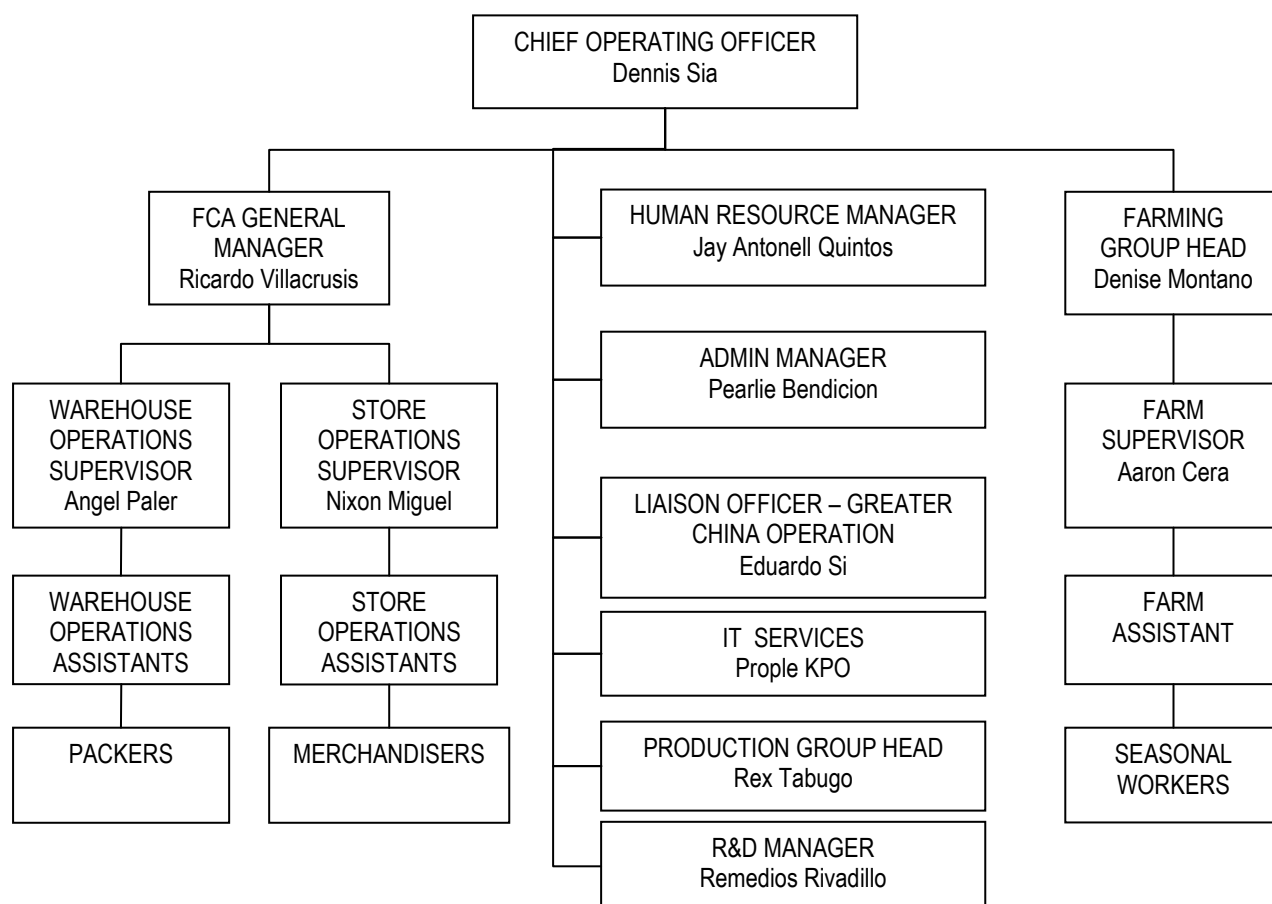 CHIEF OPERATING OFFICER
Dennis Sia
FCA GENERAL
MANAGER
Ricardo Villacrusis
HUMAN RESOURCE MANAGER
Jay Antonell Quintos
FARMING
GROUP HEAD
Denise Montano
ADMIN MANAGER
Pearlie Bendicion
WAREHOUSE
OPERATIONS
SUPERVISOR
Angel Paler
STORE
OPERATIONS
SUPERVISOR
Nixon Miguel
FARM
SUPERVISOR
Aaron Cera
LIAISON OFFICER – GREATER
CHINA OPERATION
Eduardo Si
WAREHOUSE
OPERATIONS
ASSISTANTS
STORE
OPERATIONS
ASSISTANTS
FARM
ASSISTANT
IT SERVICES
Prople KPO
PACKERS
MERCHANDISERS
PRODUCTION GROUP HEAD
Rex Tabugo
SEASONAL
WORKERS
R&D MANAGER
Remedios Rivadillo